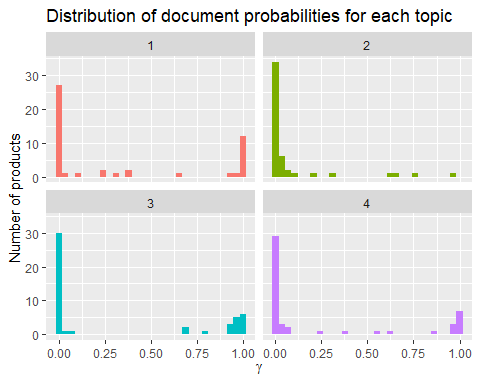 Distribution of document probabilities for each topic
1 2
30
20
10
0
3 4
30
20
10
0
0.00 0.25 0.50 0.75 1.00 0.00 0.25 0.50 0.75 1.00
Number of products
γ